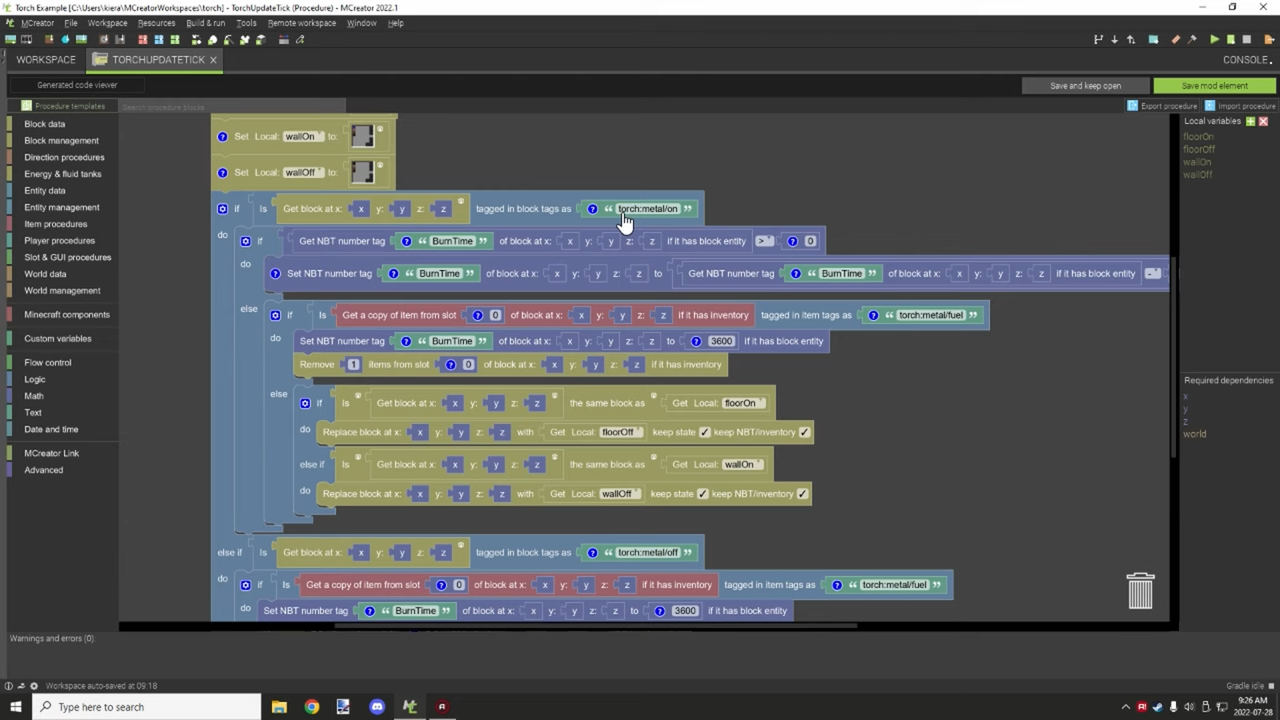 Torch Example [C:\Users\kiera\MCreatorWorkspaces\torch] - TorchUpdateTick (Procedure) - MCreator 2022.1
MCreator File Workspace Resources Build & run Tools Remote workspace Window Help
WORKSPACE TORCHUPDATETICK CONSOLE
Generated code viewer Save and keep open Save mod element
Procedure templates Search procedure blocks Export procedure Import procedure
Block data
Block management
Direction procedures
Energy & fluid tanks
Entity data
Entity management
Item procedures
Player procedures
Slot & GUI procedures
World data
World management
Minecraft components
Custom variables
Flow control
Logic
Math
Text
Date and time
MCreator Link
Advanced
Set Local: wallOn to:
Set Local: wallOff to:
if Is Get block at x: x y: y z: z tagged in block tags as “ torch:metal/on ”
do if Get NBT number tag “ BurnTime ” of block at x: x y: y z: z if it has block entity > 0
do Set NBT number tag “ BurnTime ” of block at x: x y: y z: z to Get NBT number tag “ BurnTime ” of block at x: x y: y z: z if it has block entity -
else if Is Get a copy of item from slot 0 of block at x: x y: y z: z if it has inventory tagged in item tags as “ torch:metal/fuel ”
do Set NBT number tag “ BurnTime ” of block at x: x y: y z: z to 3600 if it has block entity
Remove 1 items from slot 0 of block at x: x y: y z: z if it has inventory
else if Is Get block at x: x y: y z: z the same block as Get Local: floorOn
do Replace block at x: x y: y z: z with Get Local: floorOff keep state keep NBT/inventory
else if Is Get block at x: x y: y z: z the same block as Get Local: wallOn
do Replace block at x: x y: y z: z with Get Local: wallOff keep state keep NBT/inventory
else if Is Get block at x: x y: y z: z tagged in block tags as “ torch:metal/off ”
do if Is Get a copy of item from slot 0 of block at x: x y: y z: z if it has inventory tagged in item tags as “ torch:metal/fuel ”
do Set NBT number tag “ BurnTime ” of block at x: x y: y z: z to 3600 if it has block entity
Local variables
floorOn
floorOff
wallOn
wallOff
Required dependencies
x
y
z
world
Warnings and errors (0)
Workspace auto-saved at 09:18 Gradle idle
Type here to search
9:26 AM
2022-07-28